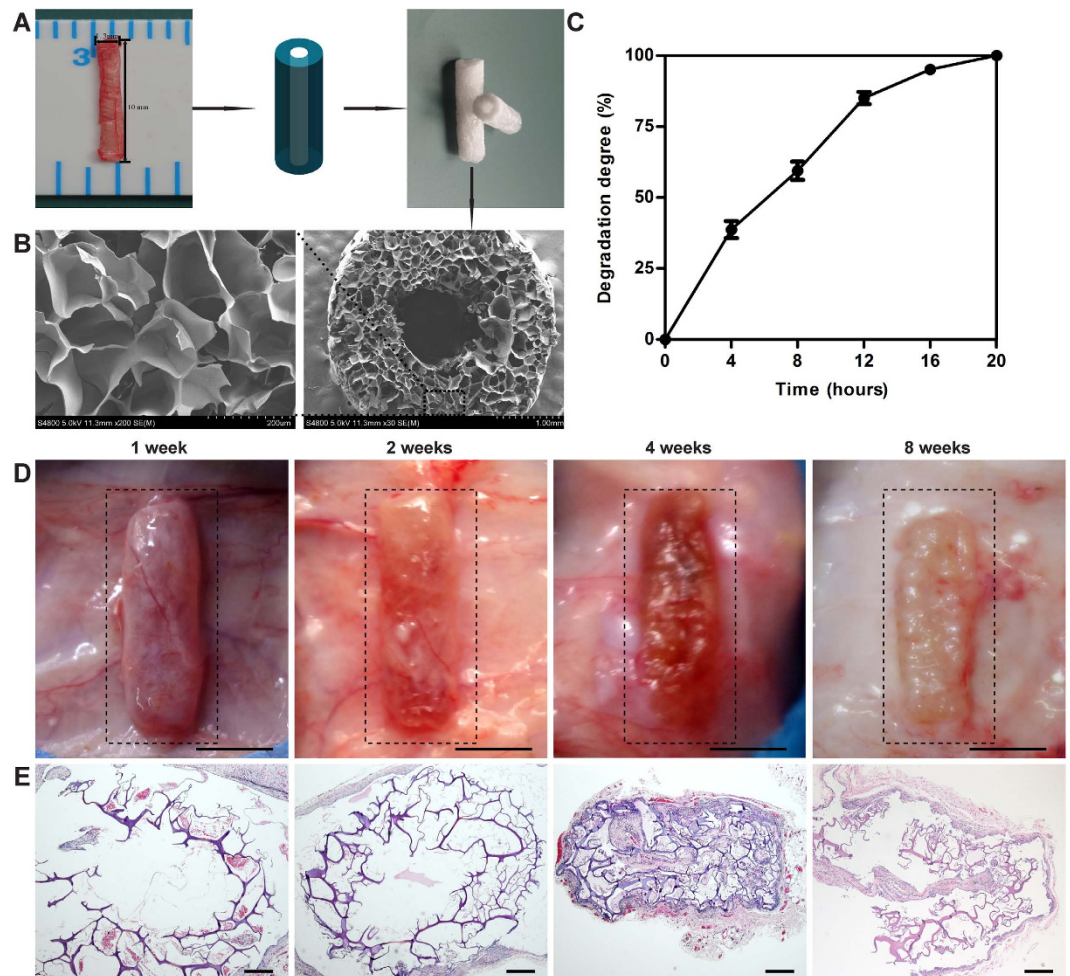 A
C
3
1.3mm
10 mm
B
S4800 5.0kV 11.3mm x200 SE(M)
200um
S4800 5.0kV 11.3mm x30 SE(M)
1.00mm
Degradation degree (%)
100
75
50
25
0
0 4 8 12 16 20
Time (hours)
1 week 2 weeks 4 weeks 8 weeks
D
E